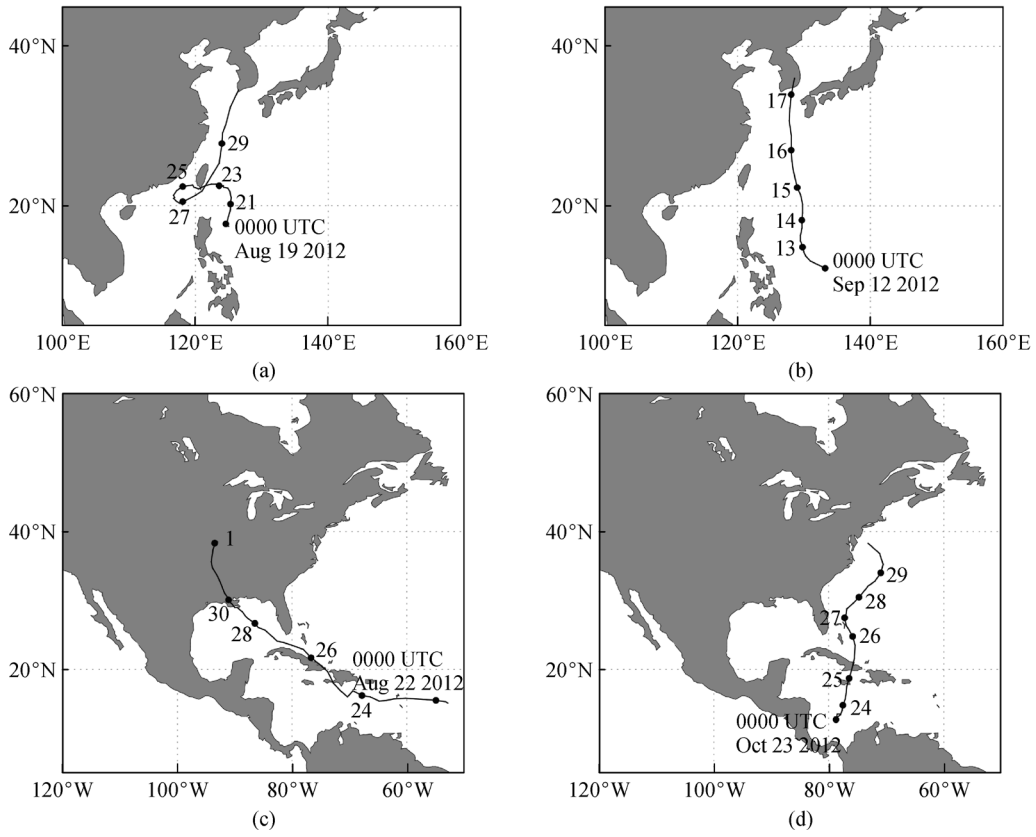 40°N
20°N
25
23
29
27
21
0000 UTC
Aug 19 2012
100°E 120°E 140°E 160°E
(a)
40°N
20°N
17
16
15
14
13
0000 UTC
Sep 12 2012
100°E 120°E 140°E 160°E
(b)
60°N
40°N
20°N
1
30
28
26
0000 UTC
Aug 22 2012
24
120°W 100°W 80°W 60°W
(c)
60°N
40°N
20°N
29
28
27
26
25
24
0000 UTC
Oct 23 2012
120°W 100°W 80°W 60°W
(d)